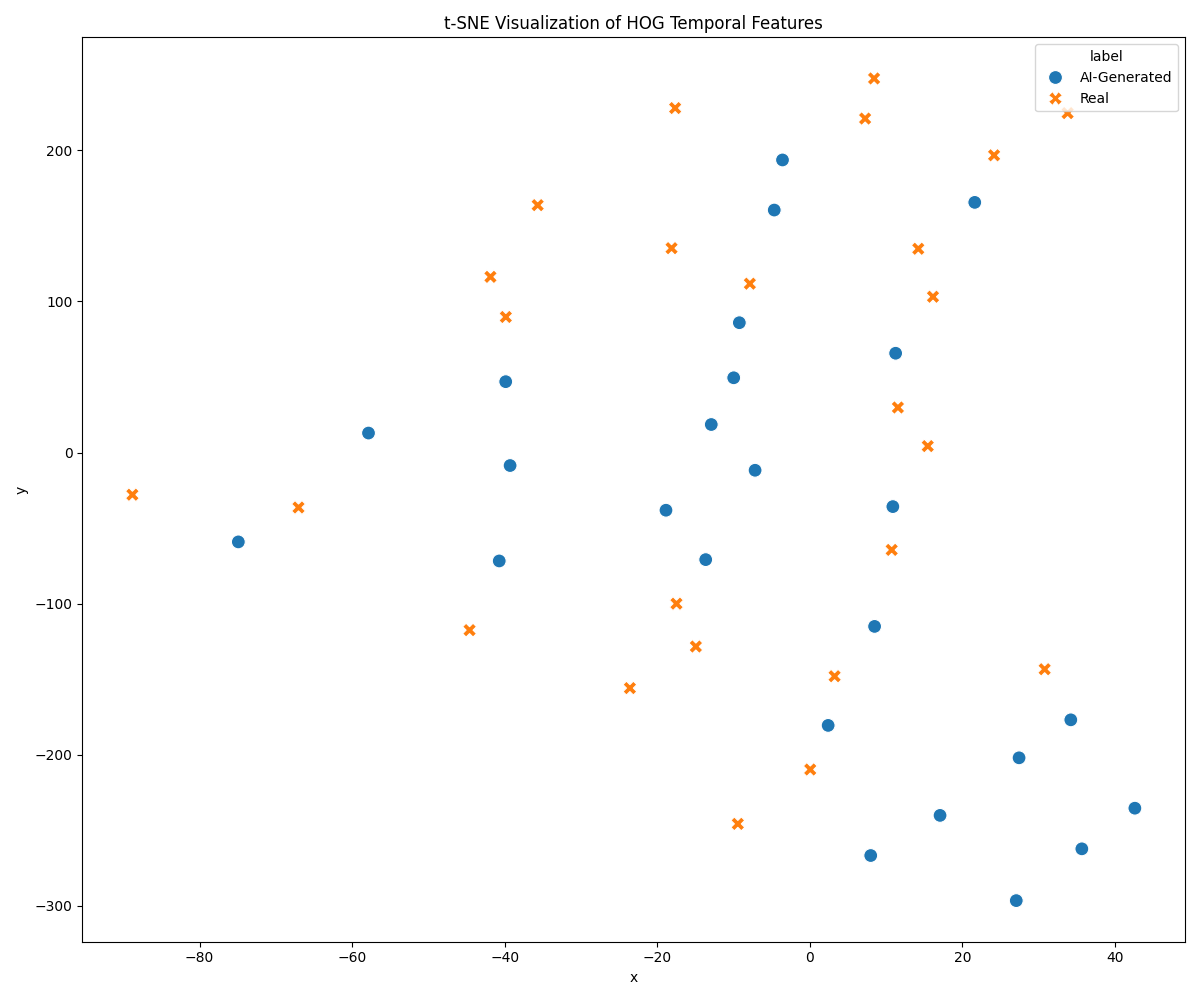 t-SNE Visualization of HOG Temporal Features
label
AI-Generated
Real
200
100
0
−100
−200
−300
y
−80
−60
−40
−20
0
20
40
x